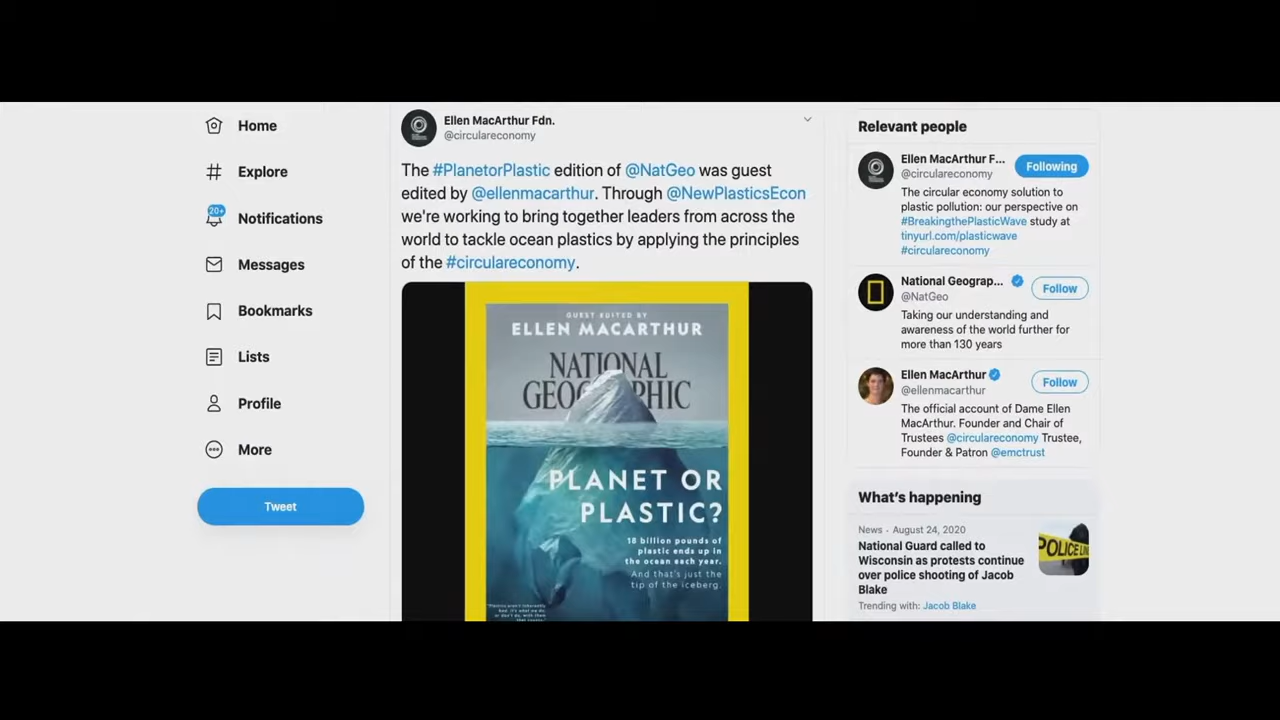 Home
Explore
20+
Notifications
Messages
Bookmarks
Lists
Profile
More
Tweet
Ellen MacArthur Fdn.
@circulareconomy
The #PlanetorPlastic edition of @NatGeo was guest
edited by @ellenmacarthur. Through @NewPlasticsEcon
we're working to bring together leaders from across the
world to tackle ocean plastics by applying the principles
of the #circulareconomy.
GUEST EDITED BY
ELLEN MACARTHUR
NATIONAL
GEOGRAPHIC
PLANET OR
PLASTIC?
18 billion pounds of
plastic ends up in
the ocean each year.
And that's just the
tip of the iceberg.
Relevant people
Ellen MacArthur F...
Following
@circulareconomy
The circular economy solution to
plastic pollution: our perspective on
#BreakingthePlasticWave study at
tinyurl.com/plasticwave
#circulareconomy
National Geograp...
Follow
@NatGeo
Taking our understanding and
awareness of the world further for
more than 130 years
Ellen MacArthur
Follow
@ellenmacarthur
The official account of Dame Ellen
MacArthur. Founder and Chair of
Trustees @circulareconomy Trustee,
Founder & Patron @emctrust
What's happening
News · August 24, 2020
National Guard called to
Wisconsin as protests continue
over police shooting of Jacob
Blake
Trending with: Jacob Blake
POLICE LIN